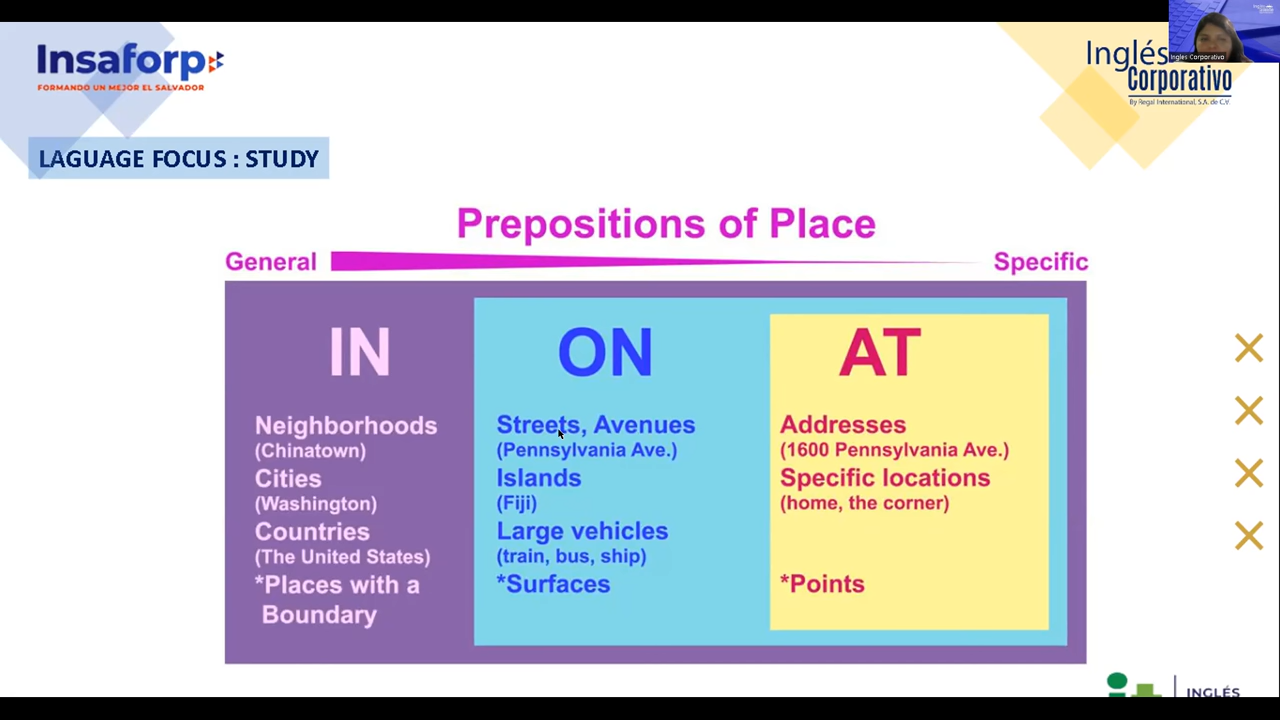 Insaforp
FORMANDO UN MEJOR EL SALVADOR
Inglés
Corporativo
By Regal International, S.A. de C.V.
Ingles Corporativo
LAGUAGE FOCUS : STUDY
Prepositions of Place
General
Specific
IN
Neighborhoods
(Chinatown)
Cities
(Washington)
Countries
(The United States)
*Places with a
Boundary
ON
Streets, Avenues
(Pennsylvania Ave.)
Islands
(Fiji)
Large vehicles
(train, bus, ship)
*Surfaces
AT
Addresses
(1600 Pennsylvania Ave.)
Specific locations
(home, the corner)
*Points
INGLÉS